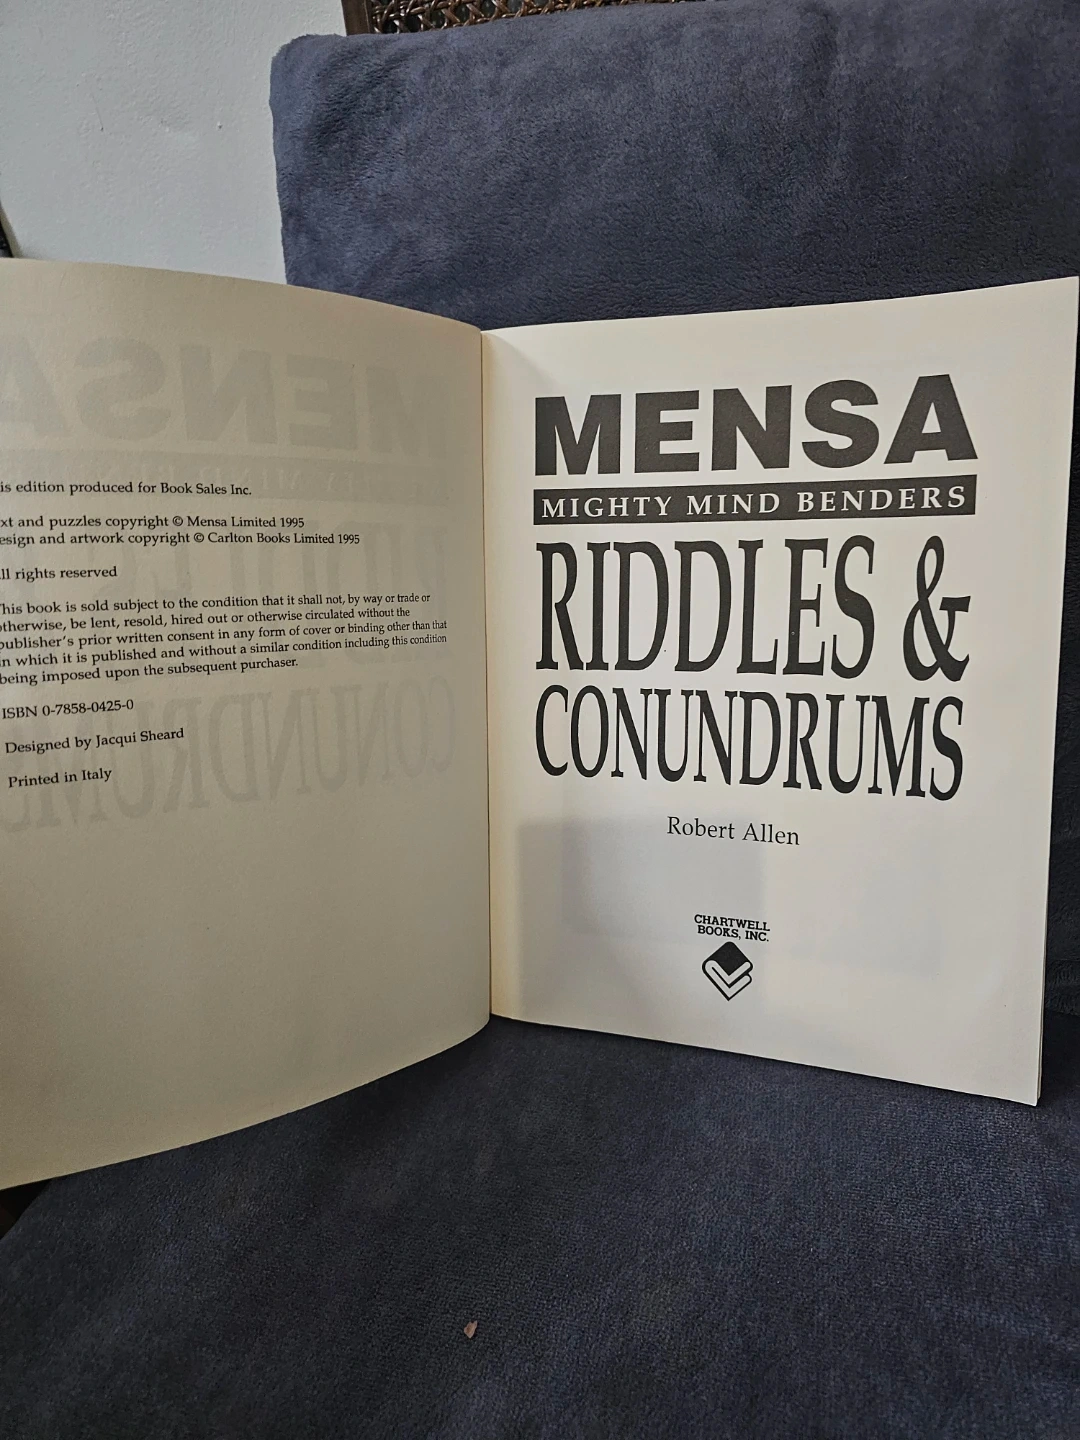 is edition produced for Book Sales Inc.
xt and puzzles copyright © Mensa Limited 1995
esign and artwork copyright © Carlton Books Limited 1995
ll rights reserved
This book is sold subject to the condition that it shall not, by way or trade or
otherwise, be lent, resold, hired out or otherwise circulated without the
publisher's prior written consent in any form of cover or binding other than that
in which it is published and without a similar condition including this condition
being imposed upon the subsequent purchaser.
ISBN 0-7858-0425-0
Designed by Jacqui Sheard
Printed in Italy
MENSA
MIGHTY MIND BENDERS
RIDDLES &
CONUNDRUMS
Robert Allen
CHARTWELL
BOOKS, INC.